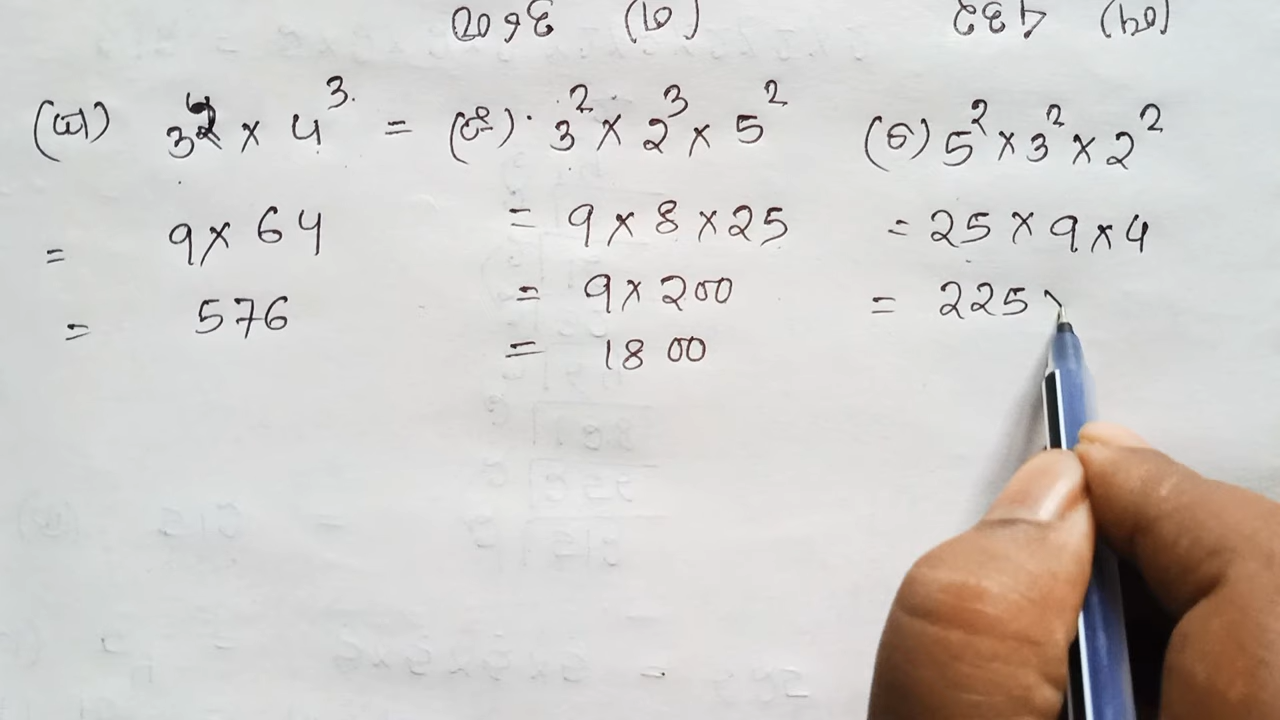 3² × 4³ =
= 9 × 64
= 576
3² × 2³ × 5²
= 9 × 8 × 25
= 9 × 200
= 1800
5² × 3² × 2²
= 25 × 9 × 4
= 225